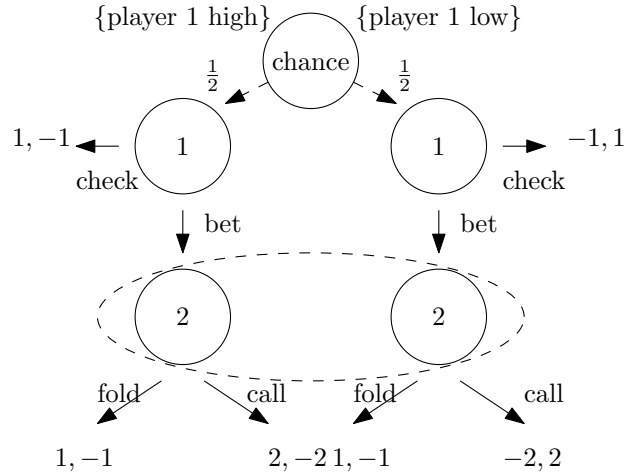 {player 1 high} {player 1 low}
chance
1/2 1/2
1, −1 1 1 −1, 1
check check
bet bet
2 2
fold call fold call
1, −1 2, −2 1, −1 −2, 2